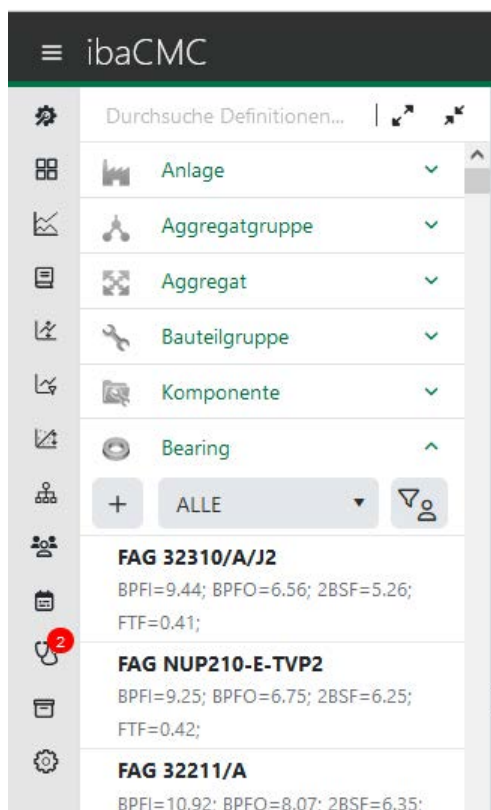 ibaCMC
Durchsuche Definitionen...
Anlage
Aggregatgruppe
Aggregat
Bauteilgruppe
Komponente
Bearing
+ ALLE
FAG 32310/A/J2
BPFI=9.44; BPFO=6.56; 2BSF=5.26;
FTF=0.41;
2
FAG NUP210-E-TVP2
BPFI=9.25; BPFO=6.75; 2BSF=6.25;
FTF=0.42;
FAG 32211/A
BPFI=10.92; BPFO=8.07; 2BSF=6.35;